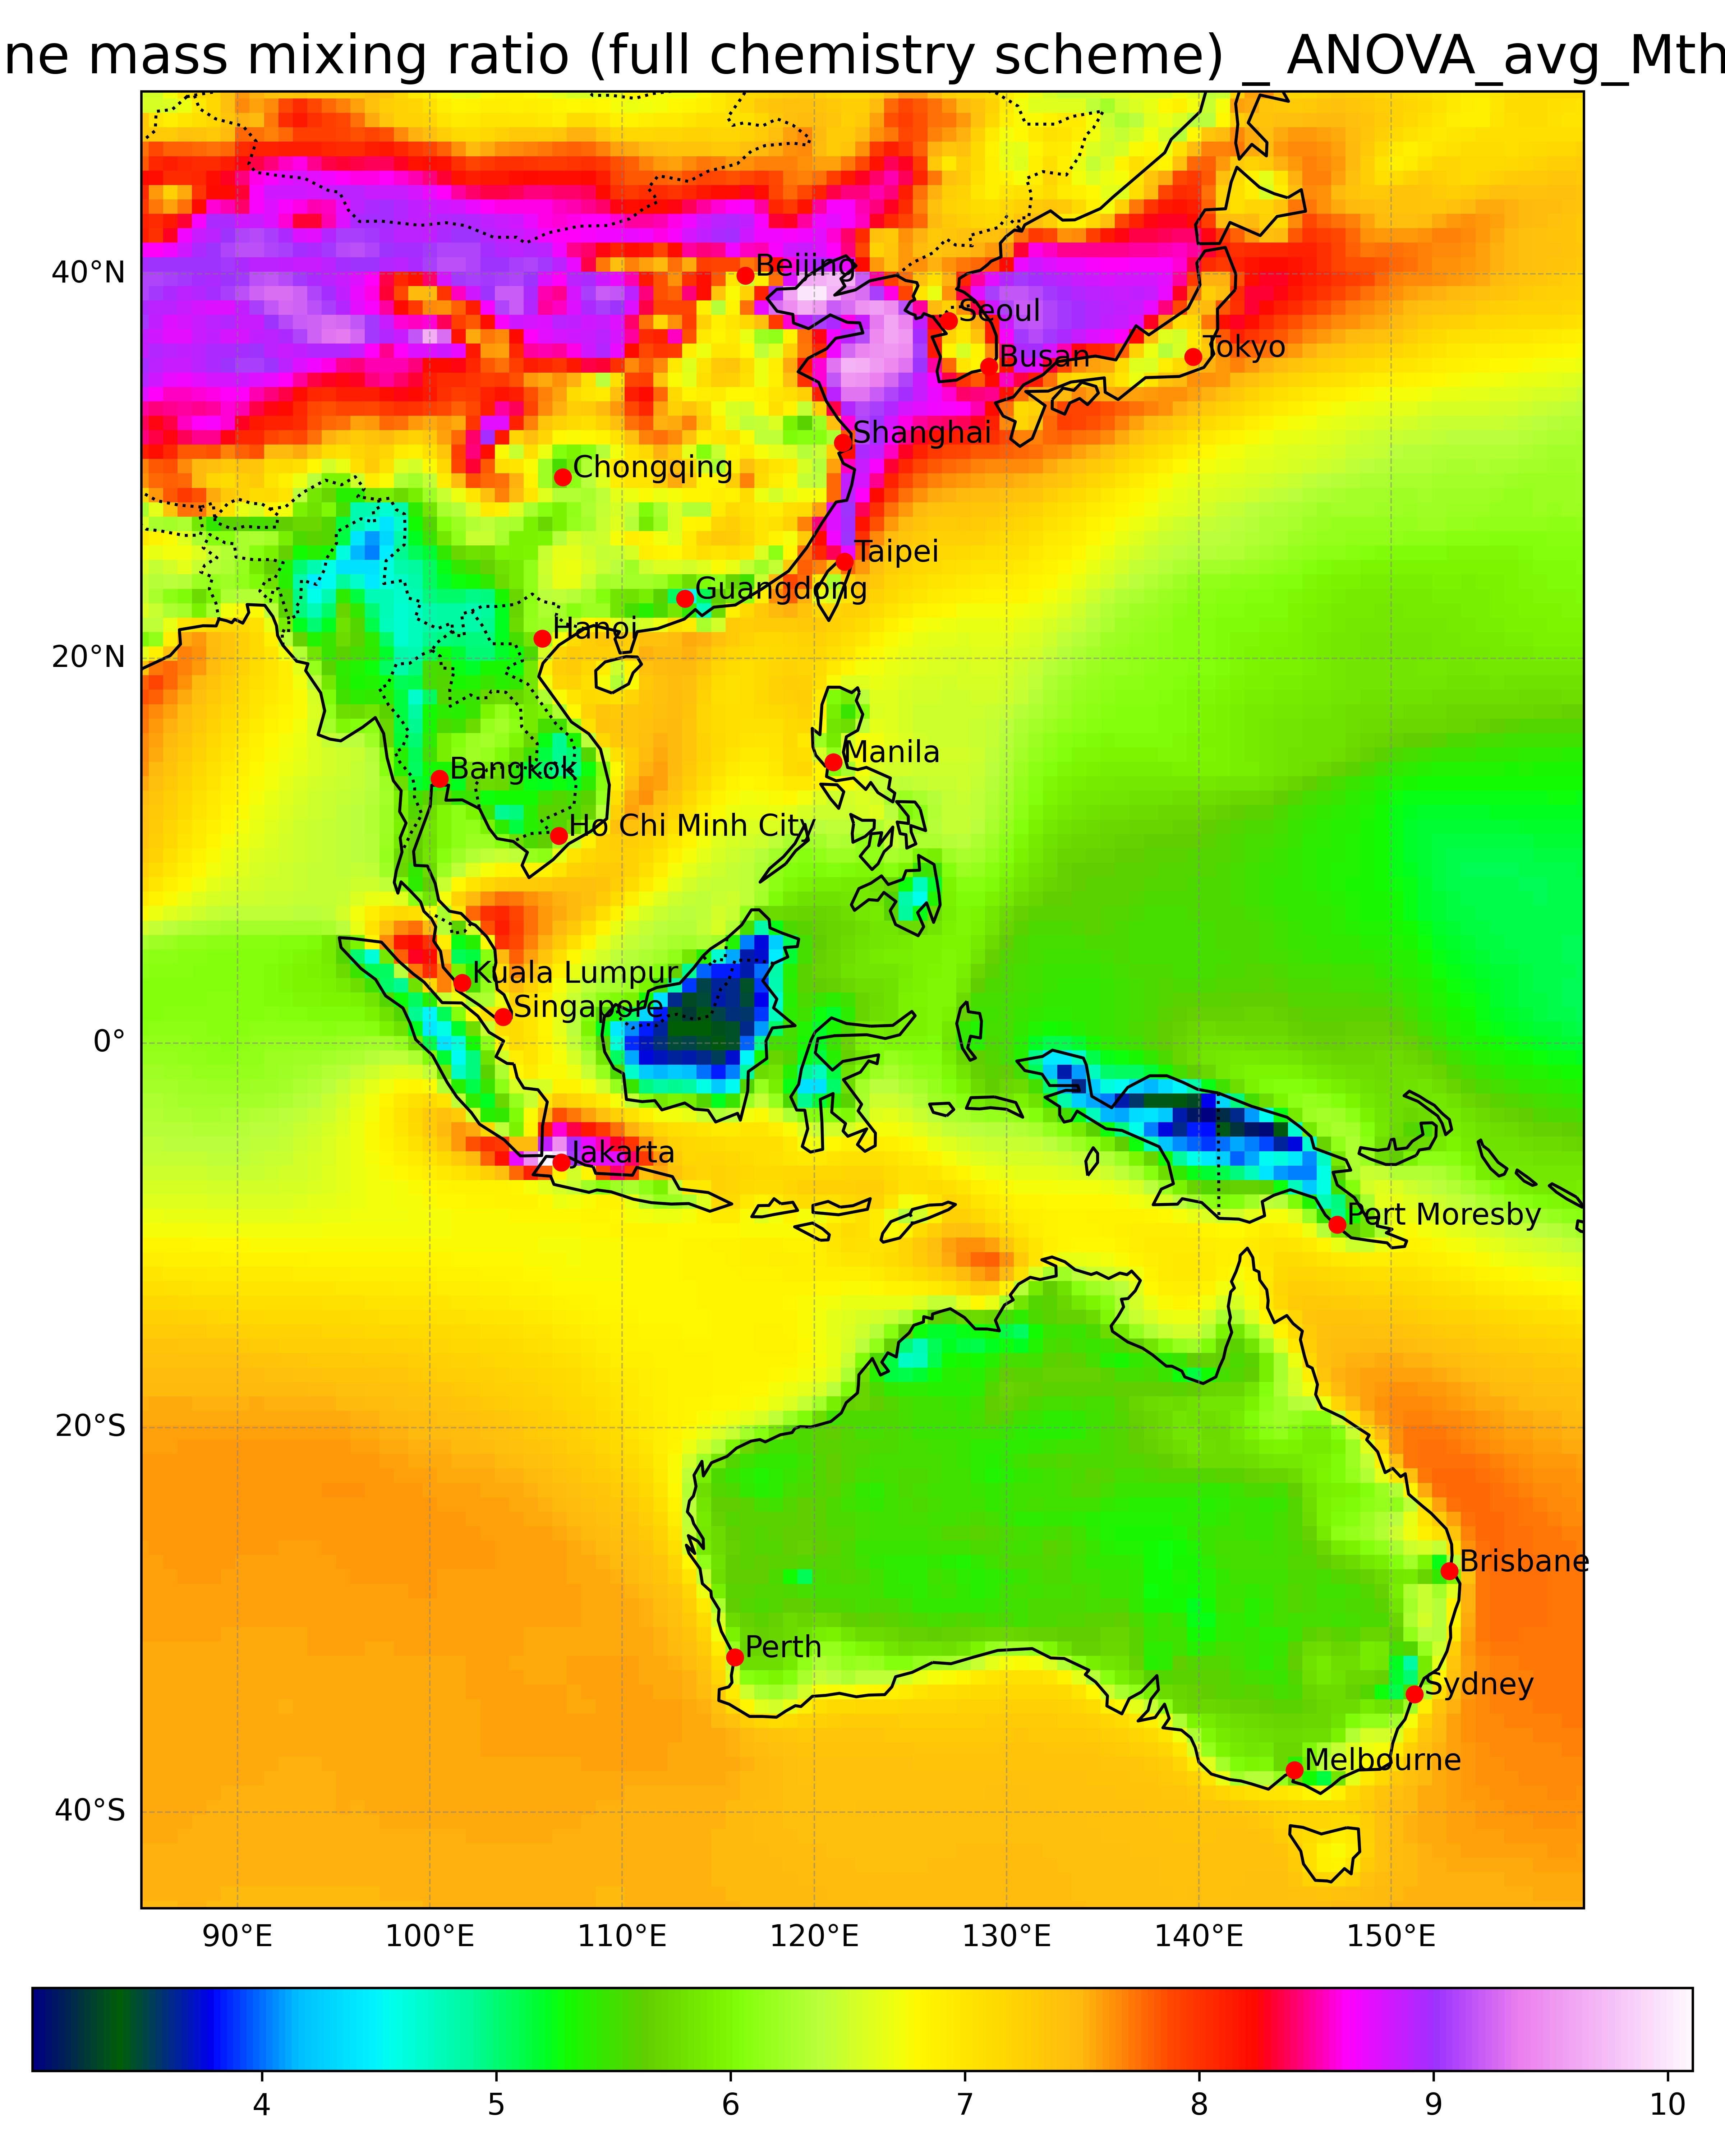 ne mass mixing ratio (full chemistry scheme) _ ANOVA_avg_Mth
40°N
20°N
0°
20°S
40°S
Beijing
Seoul
Busan
Tokyo
Shanghai
Chongqing
Taipei
Guangdong
Hanoi
Manila
Bangkok
Ho Chi Minh City
Kuala Lumpur
Singapore
Jakarta
Port Moresby
Brisbane
Perth
Sydney
Melbourne
90°E 100°E 110°E 120°E 130°E 140°E 150°E
4 5 6 7 8 9 10